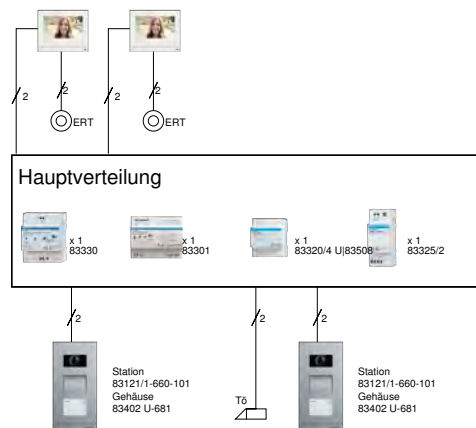 2
2
2
2
ERT
ERT
Hauptverteilung
x 1
83330
x 1
83301
x 1
83320/4 U|83508
x 1
83325/2
2
2
2
Station
83121/1-660-101
Gehäuse
83402 U-681
Tö
Station
83121/1-660-101
Gehäuse
83402 U-681